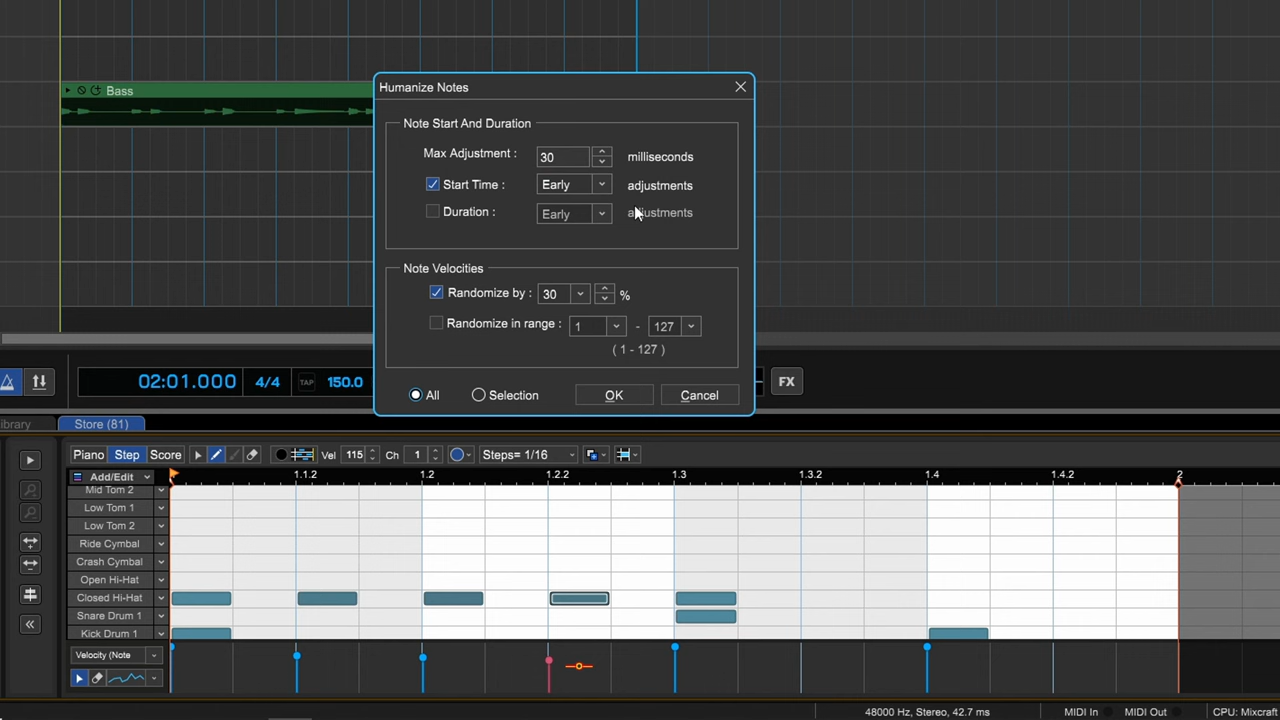 Bass
Humanize Notes
Note Start And Duration
Max Adjustment : 30 milliseconds
Start Time : Early adjustments
Duration : Early adjustments
Note Velocities
Randomize by : 30 %
Randomize in range : 1 - 127
( 1 - 127 )
All Selection OK Cancel
02:01.000 4/4 TAP 150.0 FX
ibrary Store (81)
Piano Step Score Vel 115 Ch 1 Steps= 1/16
Add/Edit 1.1.2 1.2 1.2.2 1.3 1.3.2 1.4 1.4.2 2
Mid Tom 2
Low Tom 1
Low Tom 2
Ride Cymbal
Crash Cymbal
Open Hi-Hat
Closed Hi-Hat
Snare Drum 1
Kick Drum 1
Velocity (Note
48000 Hz, Stereo, 42.7 ms MIDI In MIDI Out CPU: Mixcraft